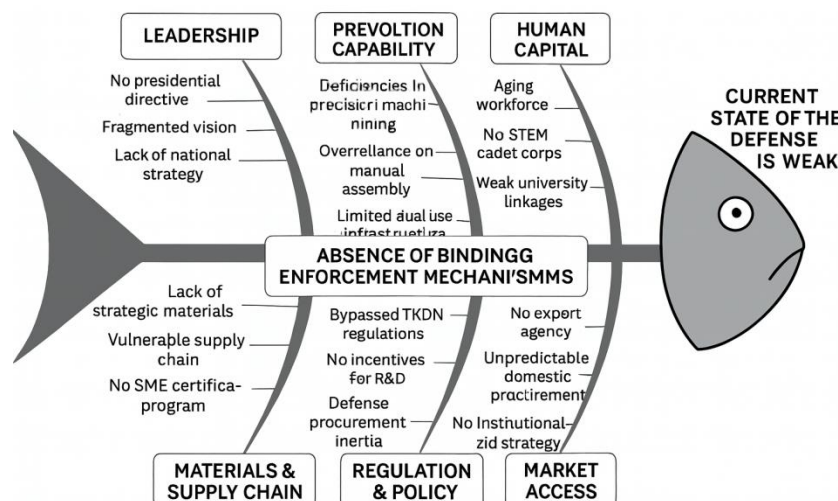 LEADERSHIP
No presidential
directive
Fragmented vision
Lack of national
strategy
PREVOLTION
CAPABILITY
Deficiencies In
precisicri machi
nining
Overrellance on
manual
assembly
Limited dual use
infrastructura
HUMAN
CAPITAL
Aging
workforce
No STEM
cadet corps
Weak university
linkages
CURRENT
STATE OF THE
DEFENSE
IS WEAK
ABSENCE OF BINDINGG
ENFORCEMENT MECHANI'SMMS
Lack of
strategic materials
Vulnerable supply
chain
No SME certifica-
program
MATERIALS &
SUPPLY CHAIN
Bypassed TKDN
regulations
No incentives
for R&D
Defense
procurement
inertia
REGULATION
& POLICY
No expert
agency
Unpredictable
domestic
practirement
No Institutional-
zid strategy
MARKET
ACCESS